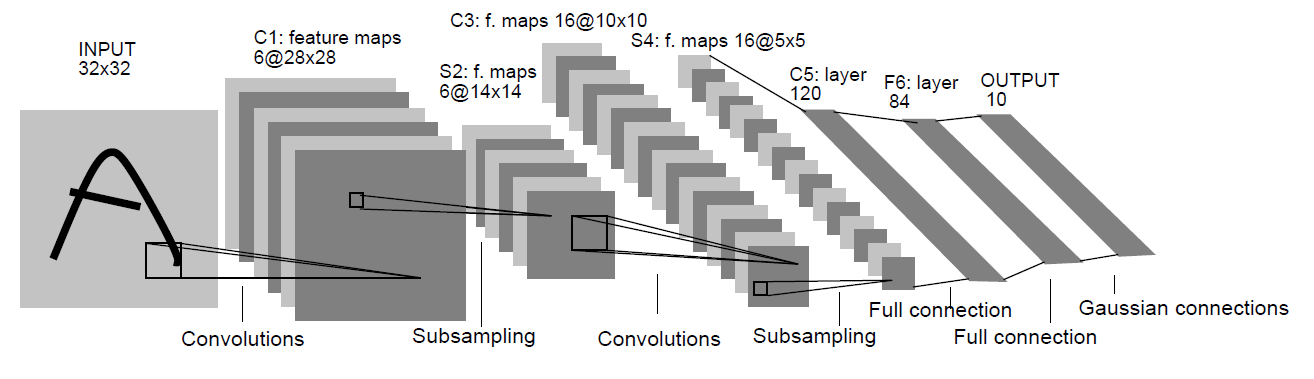 INPUT
32x32
C1: feature maps
6@28x28
S2: f. maps
6@14x14
C3: f. maps 16@10x10
S4: f. maps 16@5x5
C5: layer
120
F6: layer
84
OUTPUT
10
Convolutions
Subsampling
Convolutions
Subsampling
Full connection
Full connection
Gaussian connections